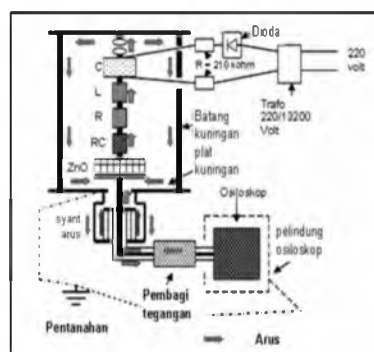 Dioda
C
R = 210 kohm
220
volt
L
R
RC
ZnO
Trafo
220/13200
Volt
Batang
kuningan
plat
kuningan
Osiloskop
syant
arus
pelindung
osiloskop
Pembagi
tegangan
Pentanahan
Arus